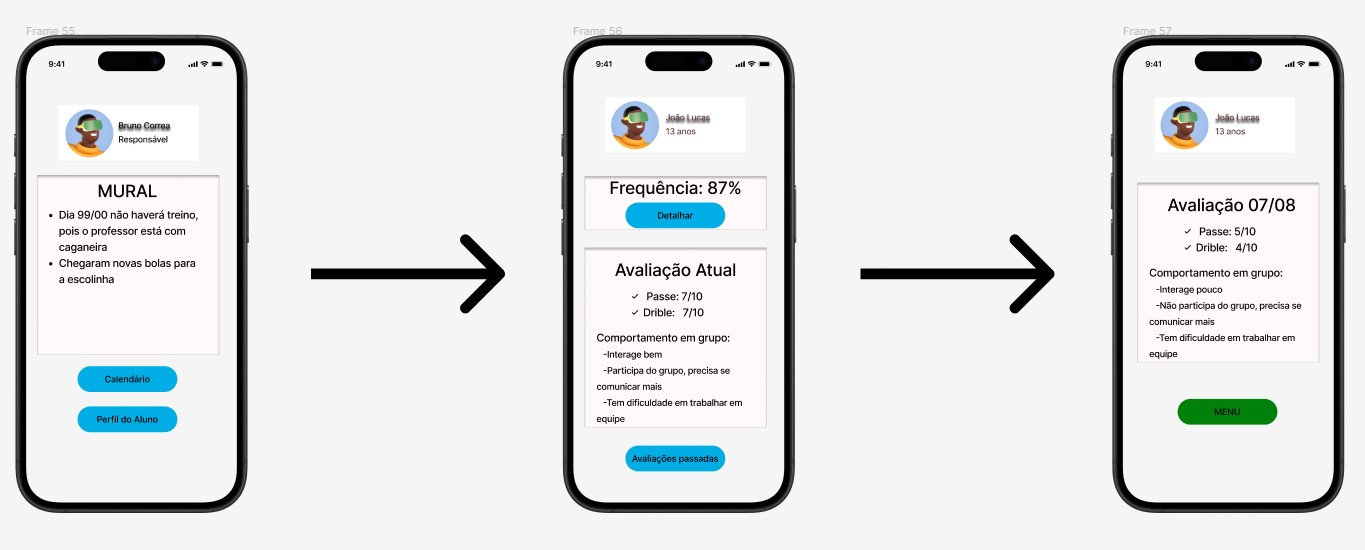 Frame 55
9:41
Bruno Correa
Responsável
MURAL
• Dia 99/00 não haverá treino,
pois o professor está com
caganeira
• Chegaram novas bolas para
a escolinha
Calendário
Perfil do Aluno
Frame 56
9:41
João Lucas
13 anos
Frequência: 87%
Detalhar
Avaliação Atual
✓ Passe: 7/10
✓ Drible: 7/10
Comportamento em grupo:
-Interage bem
-Participa do grupo, precisa se
comunicar mais
-Tem dificuldade em trabalhar em
equipe
Avaliações passadas
Frame 57
9:41
João Lucas
13 anos
Avaliação 07/08
✓ Passe: 5/10
✓ Drible: 4/10
Comportamento em grupo:
-Interage pouco
-Não participa do grupo, precisa se
comunicar mais
-Tem dificuldade em trabalhar em
equipe
MENU